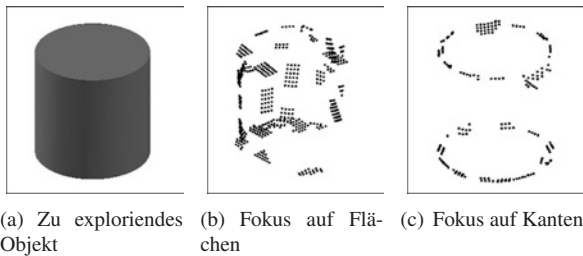 (a) Zu exploriendes
Objekt
(b) Fokus auf Flä-
chen
(c) Fokus auf Kanten